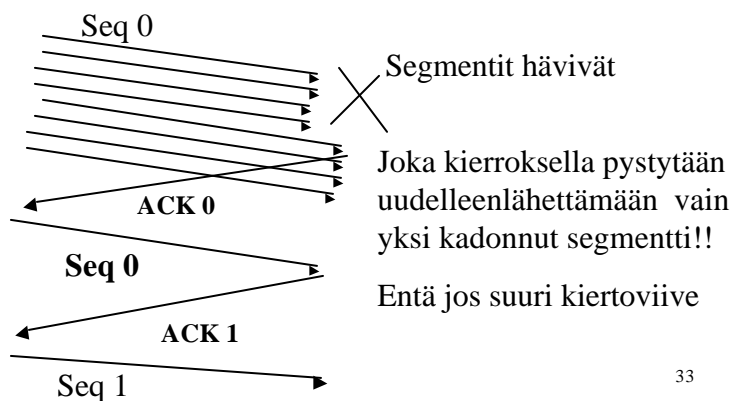 Seq 0
Segmentit hävivät
Joka kierroksella pystytään
uudelleenlähettämään vain
yksi kadonnut segmentti!!
ACK 0
Seq 0
Entä jos suuri kiertoviive
ACK 1
Seq 1
33